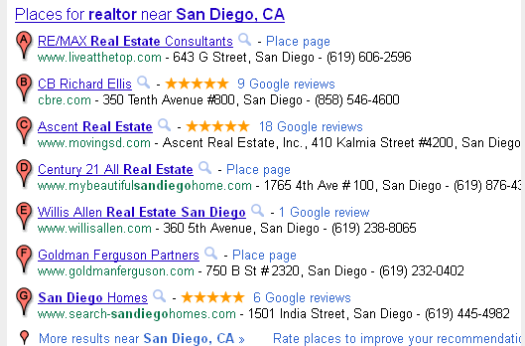 Places for realtor near San Diego, CA
A RE/MAX Real Estate Consultants - Place page
www.liveatthetop.com - 643 G Street, San Diego - (619) 606-2596
B CB Richard Ellis - 9 Google reviews
cbre.com - 350 Tenth Avenue #800, San Diego - (858) 546-4600
C Ascent Real Estate - 18 Google reviews
www.movingsd.com - Ascent Real Estate, Inc., 410 Kalmia Street #4200, San Diego
D Century 21 All Real Estate - Place page
www.mybeautifulsandiegohome.com - 1765 4th Ave # 100, San Diego - (619) 876-43
E Willis Allen Real Estate San Diego - 1 Google review
www.willisallen.com - 360 5th Avenue, San Diego - (619) 238-8065
F Goldman Ferguson Partners - Place page
www.goldmanferguson.com - 750 B St # 2320, San Diego - (619) 232-0402
G San Diego Homes - 6 Google reviews
www.search-sandiegohomes.com - 1501 India Street, San Diego - (619) 445-4982
More results near San Diego, CA » Rate places to improve your recommendatio